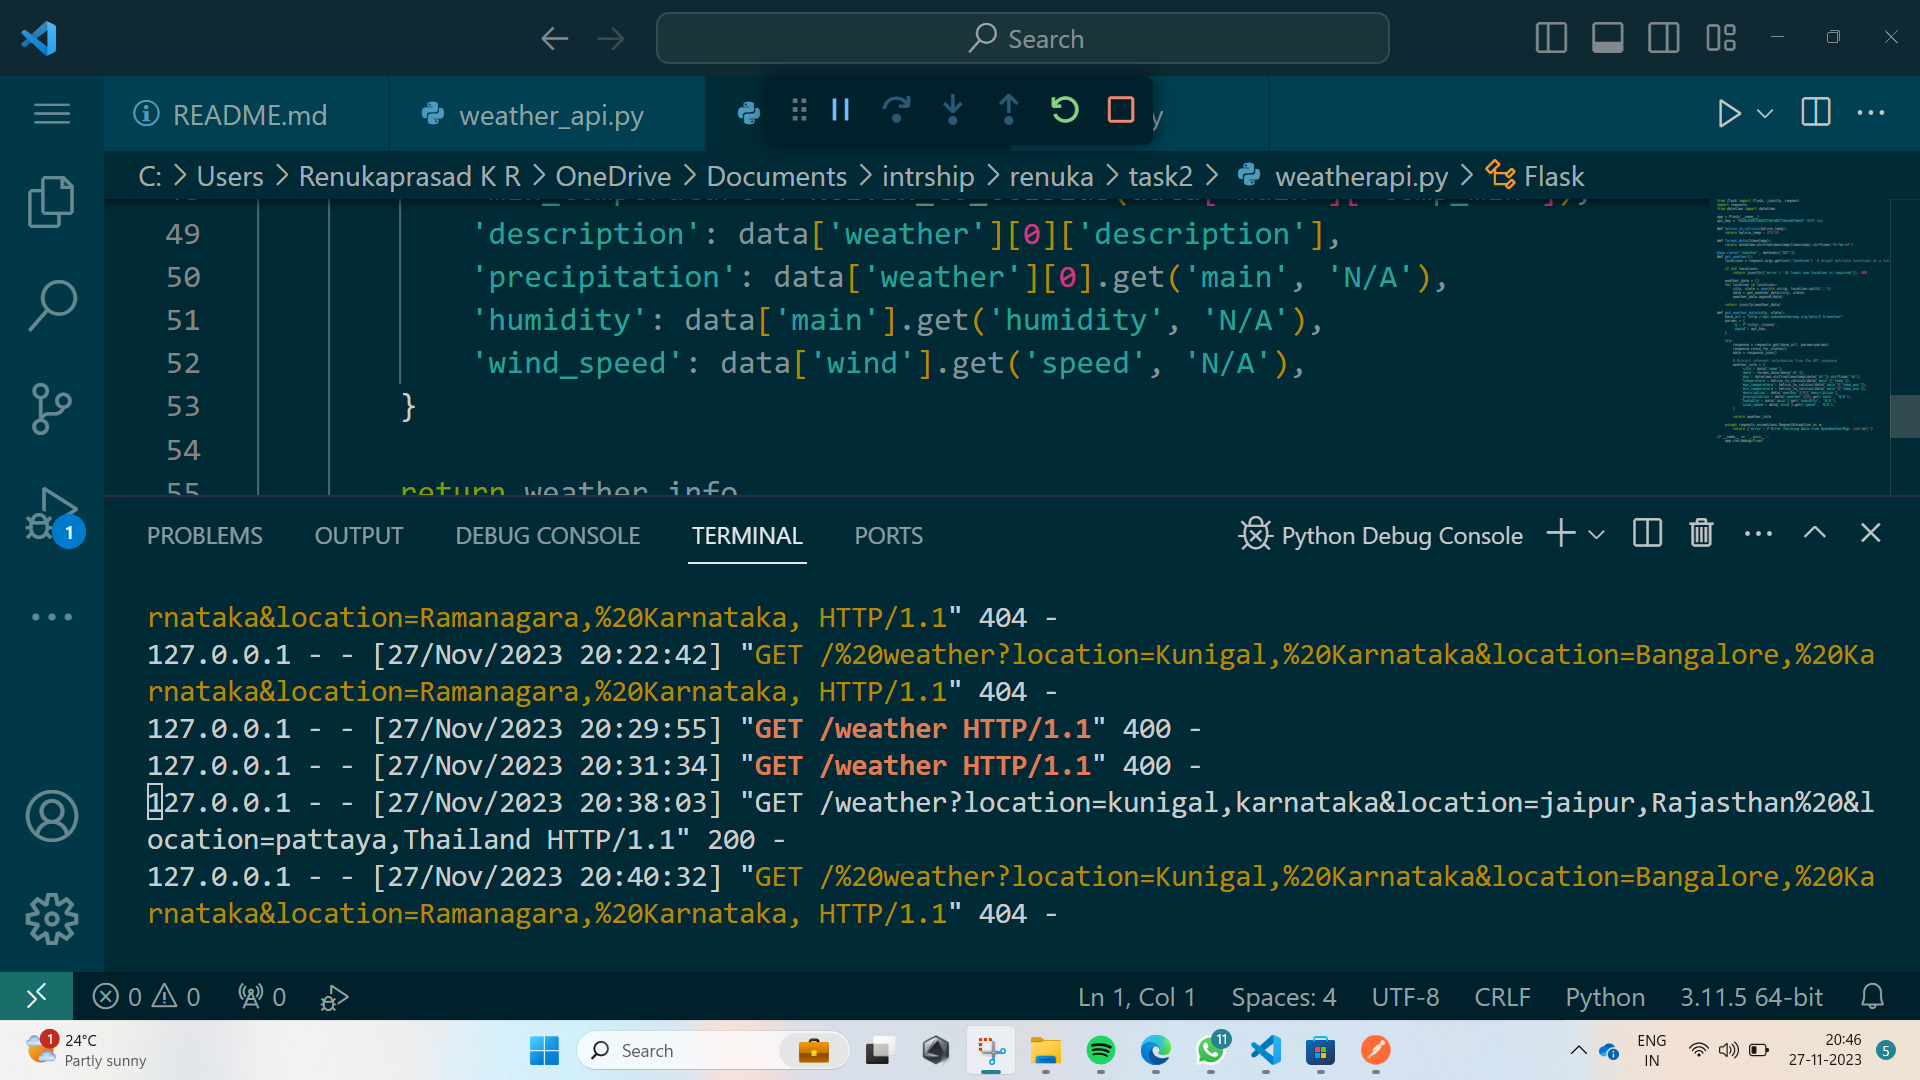 Search
README.md
weather_api.py
y
C: > Users > Renukaprasad K R > OneDrive > Documents > intrship > renuka > task2 > weatherapi.py > Flask
49 'description': data['weather'][0]['description'],
50 'precipitation': data['weather'][0].get('main', 'N/A'),
51 'humidity': data['main'].get('humidity', 'N/A'),
52 'wind_speed': data['wind'].get('speed', 'N/A'),
53 }
54
55 return weather_info
PROBLEMS OUTPUT DEBUG CONSOLE TERMINAL PORTS Python Debug Console
rnataka&location=Ramanagara,%20Karnataka, HTTP/1.1" 404 -
127.0.0.1 - - [27/Nov/2023 20:22:42] "GET /%20weather?location=Kunigal,%20Karnataka&location=Bangalore,%20Ka
rnataka&location=Ramanagara,%20Karnataka, HTTP/1.1" 404 -
127.0.0.1 - - [27/Nov/2023 20:29:55] "GET /weather HTTP/1.1" 400 -
127.0.0.1 - - [27/Nov/2023 20:31:34] "GET /weather HTTP/1.1" 400 -
127.0.0.1 - - [27/Nov/2023 20:38:03] "GET /weather?location=kunigal,karnataka&location=jaipur,Rajasthan%20&l
ocation=pattaya,Thailand HTTP/1.1" 200 -
127.0.0.1 - - [27/Nov/2023 20:40:32] "GET /%20weather?location=Kunigal,%20Karnataka&location=Bangalore,%20Ka
rnataka&location=Ramanagara,%20Karnataka, HTTP/1.1" 404 -
1
0 0 0 Ln 1, Col 1 Spaces: 4 UTF-8 CRLF Python 3.11.5 64-bit
1 24°C
Partly sunny
Search
11
ENG
IN
20:46
27-11-2023
5